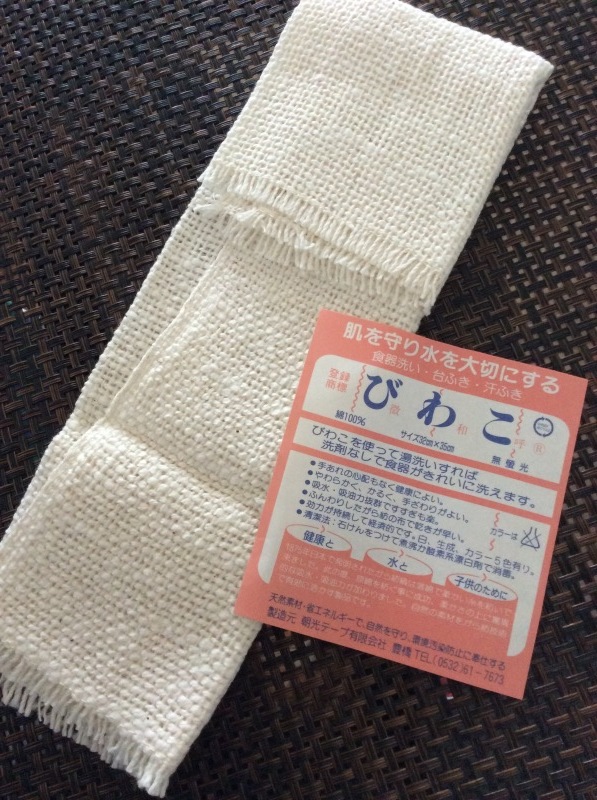 肌を守り水を大切にする
食器洗い・台ふき・汗ふき
登録
商標
びわこ
微 和 呼
®
綿100%
サイズ32cm×35cm
無蛍光
びわこを使って湯洗いすれば、
洗剤なしで食器がきれいに洗えます。
●手あれの心配もなく健康によい。
●やわらかく、かるく、手ざわりがよい。
●吸水・吸油力抜群ですすぎも楽。
●ふんわりしたがら紡の布で乾きが早い。
●効力が持続して経済的です。白、生成、カラー5色有り。
●清潔法:石けんをつけて煮沸か酸素系漂白剤で消毒。
カラーは
健康と
水と
子供のために
天然素材・省エネルギーで、自然を守り、環境汚染防止に奉仕する
製造元 朝光テープ有限会社 豊橋 TEL(0532)61-7673